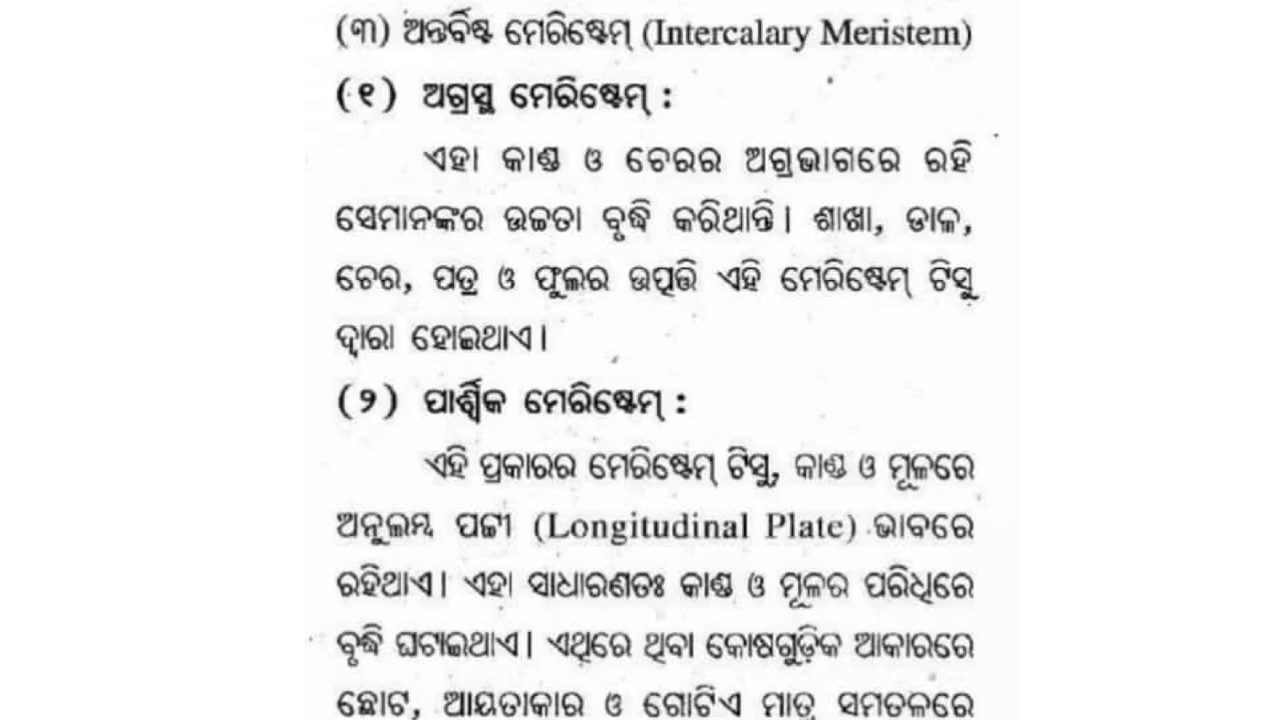 (୩) ଅନ୍ତର୍ବିଷ୍ଟ ମେରିଷ୍ଟେମ୍ (Intercalary Meristem)
(୧) ଅଗ୍ରସ୍ଥ ମେରିଷ୍ଟେମ୍ :
ଏହା କାଣ୍ଡ ଓ ଚେରର ଅଗ୍ରଭାଗରେ ରହି
ସେମାନଙ୍କର ଉଚ୍ଚତା ବୃଦ୍ଧି କରିଥାନ୍ତି। ଶାଖା, ଡାଳ,
ଚେର, ପତ୍ର ଓ ଫୁଲର ଉତ୍ପତ୍ତି ଏହି ମେରିଷ୍ଟେମ୍ ଟିସୁ
ଦ୍ୱାରା ହୋଇଥାଏ।
(୨) ପାର୍ଶ୍ଵିକ ମେରିଷ୍ଟେମ୍ :
ଏହି ପ୍ରକାରର ମେରିଷ୍ଟେମ୍ ଟିସୁ, କାଣ୍ଡ ଓ ମୂଳରେ
ଅନୁଲମ୍ବ ପଟ୍ଟୀ (Longitudinal Plate) ଭାବରେ
ରହିଥାଏ। ଏହା ସାଧାରଣତଃ କାଣ୍ଡ ଓ ମୂଳର ପରିଧିରେ
ବୃଦ୍ଧି ଘଟାଇଥାଏ। ଏଥିରେ ଥିବା କୋଷଗୁଡ଼ିକ ଆକାରରେ
ଛୋଟ, ଆୟତାକାର ଓ ଗୋଟିଏ ମାତ୍ର ସମତଳରେ